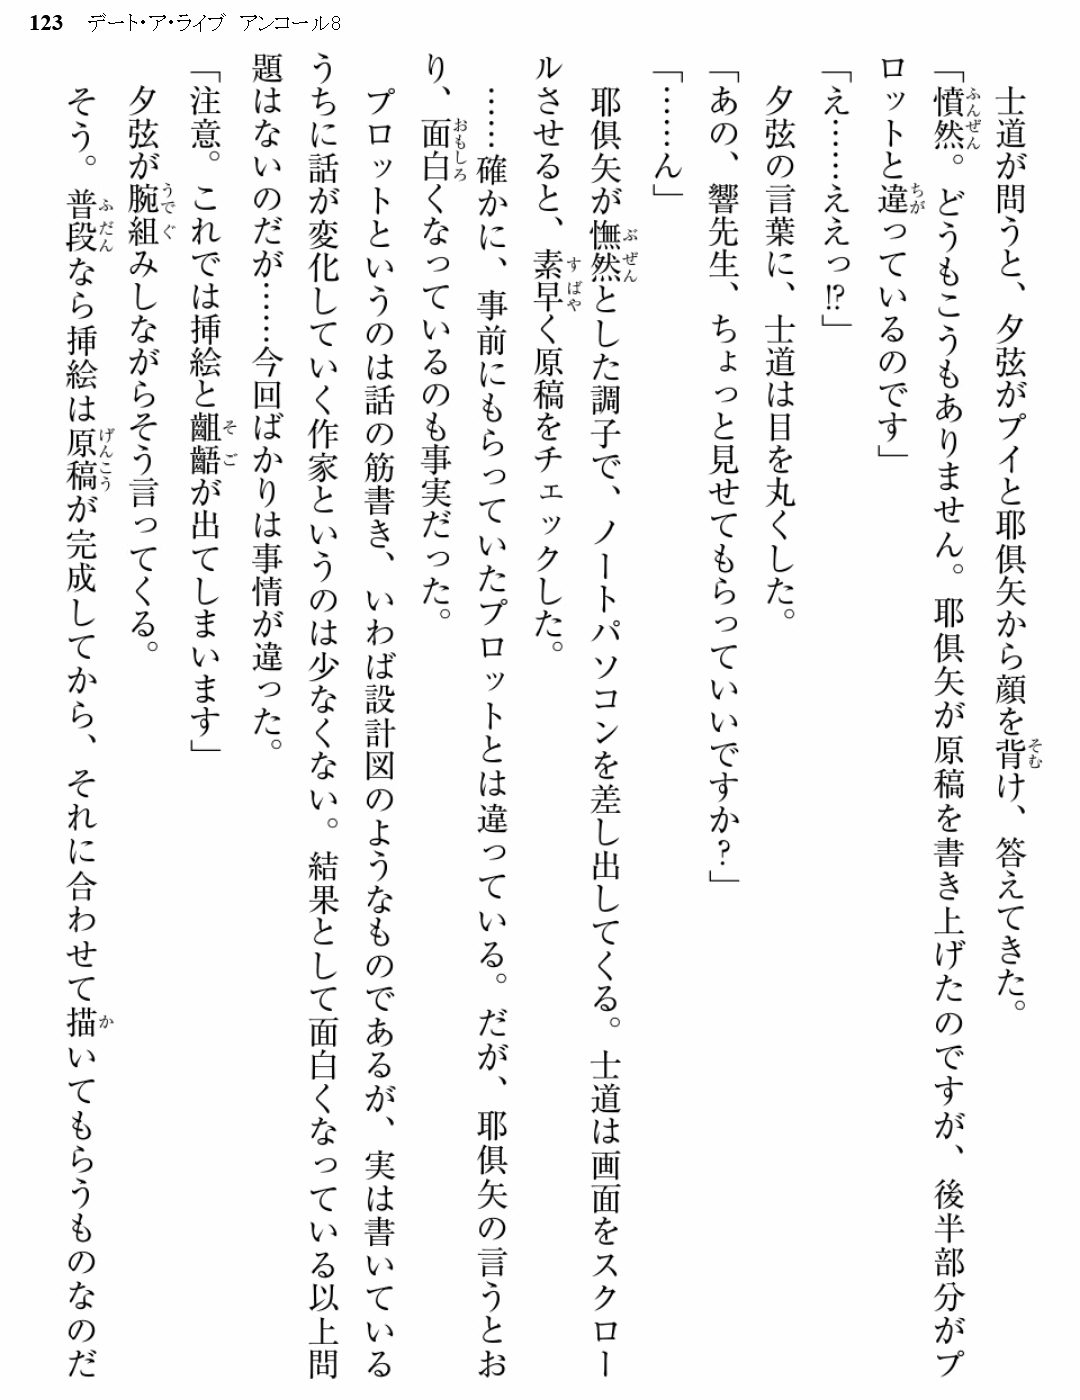 123 デート・ア・ライブ アンコール8
士道が問うと、夕弦がプイと耶倶矢から顔を背け、答えてきた。
「憤然。どうもこうもありません。耶倶矢が原稿を書き上げたのですが、後半部分がプ
ロットと違っているのです」
「え……ええっ!?」
夕弦の言葉に、士道は目を丸くした。
「あの、響先生、ちょっと見せてもらっていいですか？」
「……ん」
耶倶矢が憮然とした調子で、ノートパソコンを差し出してくる。士道は画面をスクロー
ルさせると、素早く原稿をチェックした。
……確かに、事前にもらっていたプロットとは違っている。だが、耶倶矢の言うとお
り、面白くなっているのも事実だった。
プロットというのは話の筋書き、いわば設計図のようなものであるが、実は書いている
うちに話が変化していく作家というのは少なくない。結果として面白くなっている以上問
題はないのだが……今回ばかりは事情が違った。
「注意。これでは挿絵と齟齬が出てしまいます」
夕弦が腕組みしながらそう言ってくる。
そう。普段なら挿絵は原稿が完成してから、それに合わせて描いてもらうものなのだ